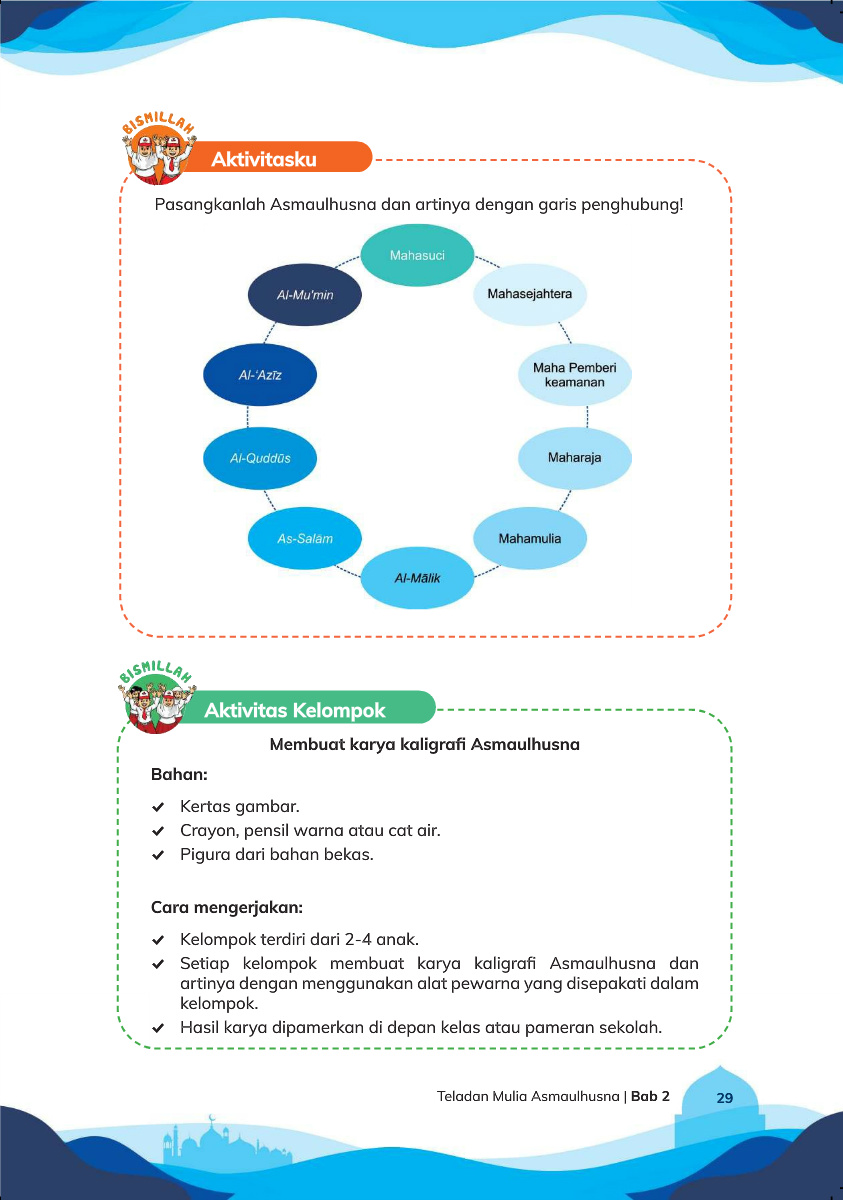 BISMILLAH
Aktivitasku
Pasangkanlah Asmaulhusna dan artinya dengan garis penghubung!
Mahasuci
Al-Mu'min
Mahasejahtera
Al-‘Azīz
Maha Pemberi
keamanan
Al-Quddūs
Maharaja
As-Salām
Mahamulia
Al-Mālik
BISMILLAH
Aktivitas Kelompok
Membuat karya kaligrafi Asmaulhusna
Bahan:
Kertas gambar.
Crayon, pensil warna atau cat air.
Pigura dari bahan bekas.
Cara mengerjakan:
Kelompok terdiri dari 2-4 anak.
Setiap kelompok membuat karya kaligrafi Asmaulhusna dan
artinya dengan menggunakan alat pewarna yang disepakati dalam
kelompok.
Hasil karya dipamerkan di depan kelas atau pameran sekolah.
Teladan Mulia Asmaulhusna | Bab 2
29